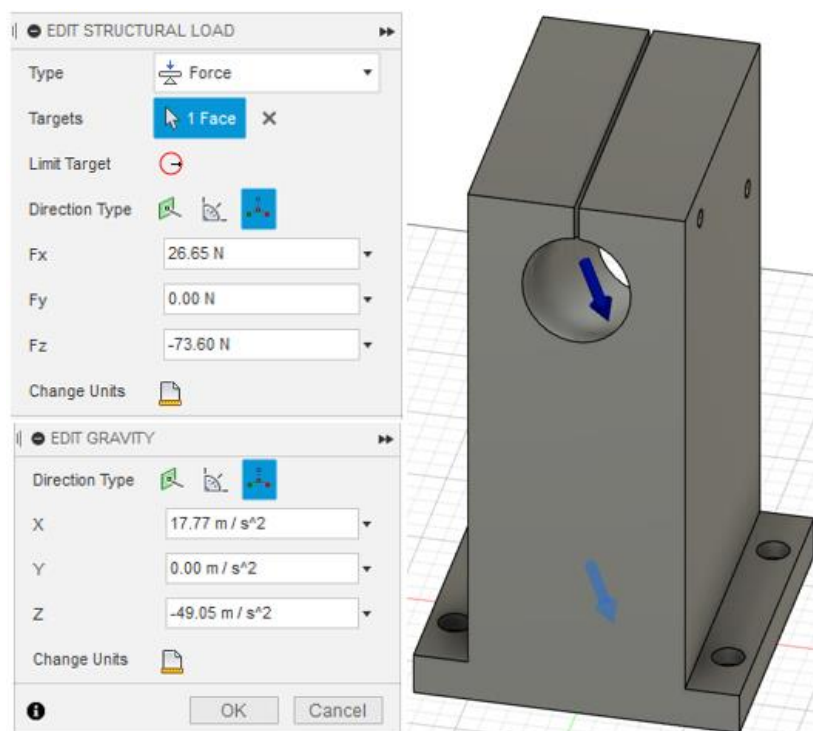 EDIT STRUCTURAL LOAD
Type Force
Targets 1 Face
Limit Target
Direction Type
Fx 26.65 N
Fy 0.00 N
Fz -73.60 N
Change Units
EDIT GRAVITY
Direction Type
X 17.77 m / s^2
Y 0.00 m / s^2
Z -49.05 m / s^2
Change Units
OK Cancel